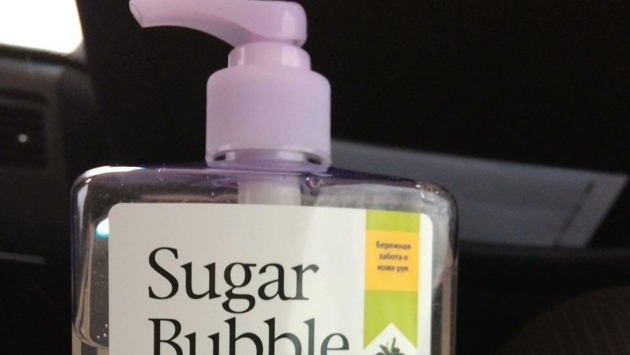 Sugar
Bubble
Бережная
забота о
коже рук